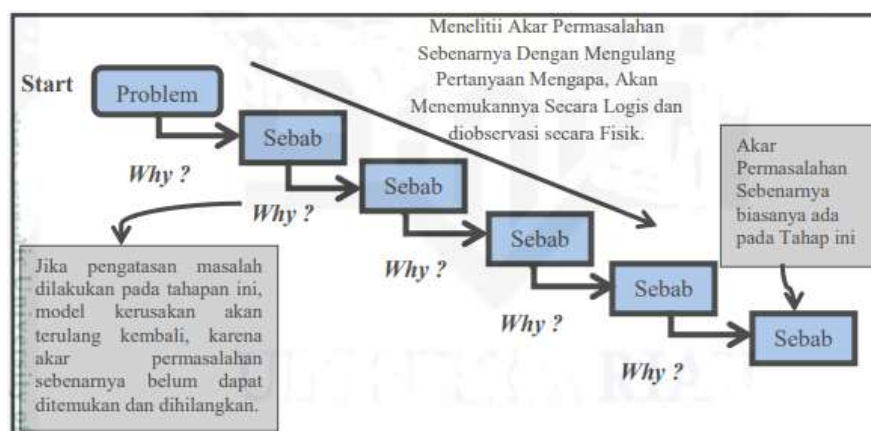 Menelitii Akar Permasalahan
Sebenarnya Dengan Mengulang
Pertanyaan Mengapa, Akan
Menemukannya Secara Logis dan
diobservasi secara Fisik.
Start
Problem
Sebab
Why ?
Sebab
Why ?
Sebab
Why ?
Sebab
Why ?
Sebab
Why ?
Akar
Permasalahan
Sebenarnya
biasanya ada
pada Tahap ini
Jika pengatasan masalah
dilakukan pada tahapan ini,
model kerusakan akan
terulang kembali, karena
akar permasalahan
sebenarnya belum dapat
ditemukan dan dihilangkan.